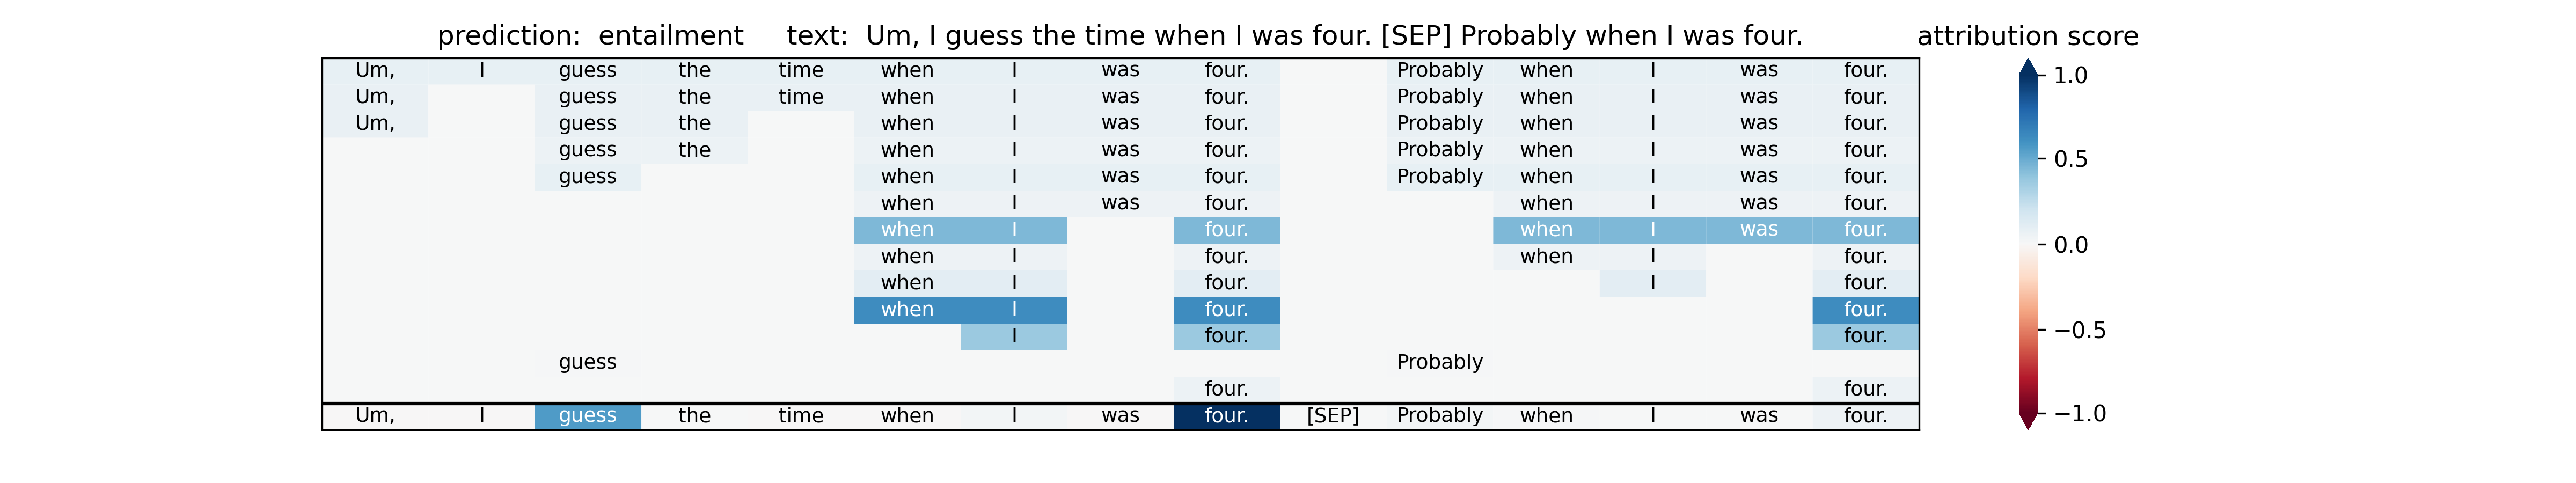 prediction: entailment text: Um, I guess the time when I was four. [SEP] Probably when I was four. attribution score
Um, I guess the time when I was four. Probably when I was four.
Um, guess the time when I was four. Probably when I was four.
Um, guess the when I was four. Probably when I was four.
guess the when I was four. Probably when I was four.
guess when I was four. Probably when I was four.
when I was four. when I was four.
when I four. when I was four.
when I four. when I four.
when I four. I four.
when I four. four.
I four. four.
guess Probably
four. four.
Um, I guess the time when I was four. [SEP] Probably when I was four.
1.0
0.5
0.0
−0.5
−1.0